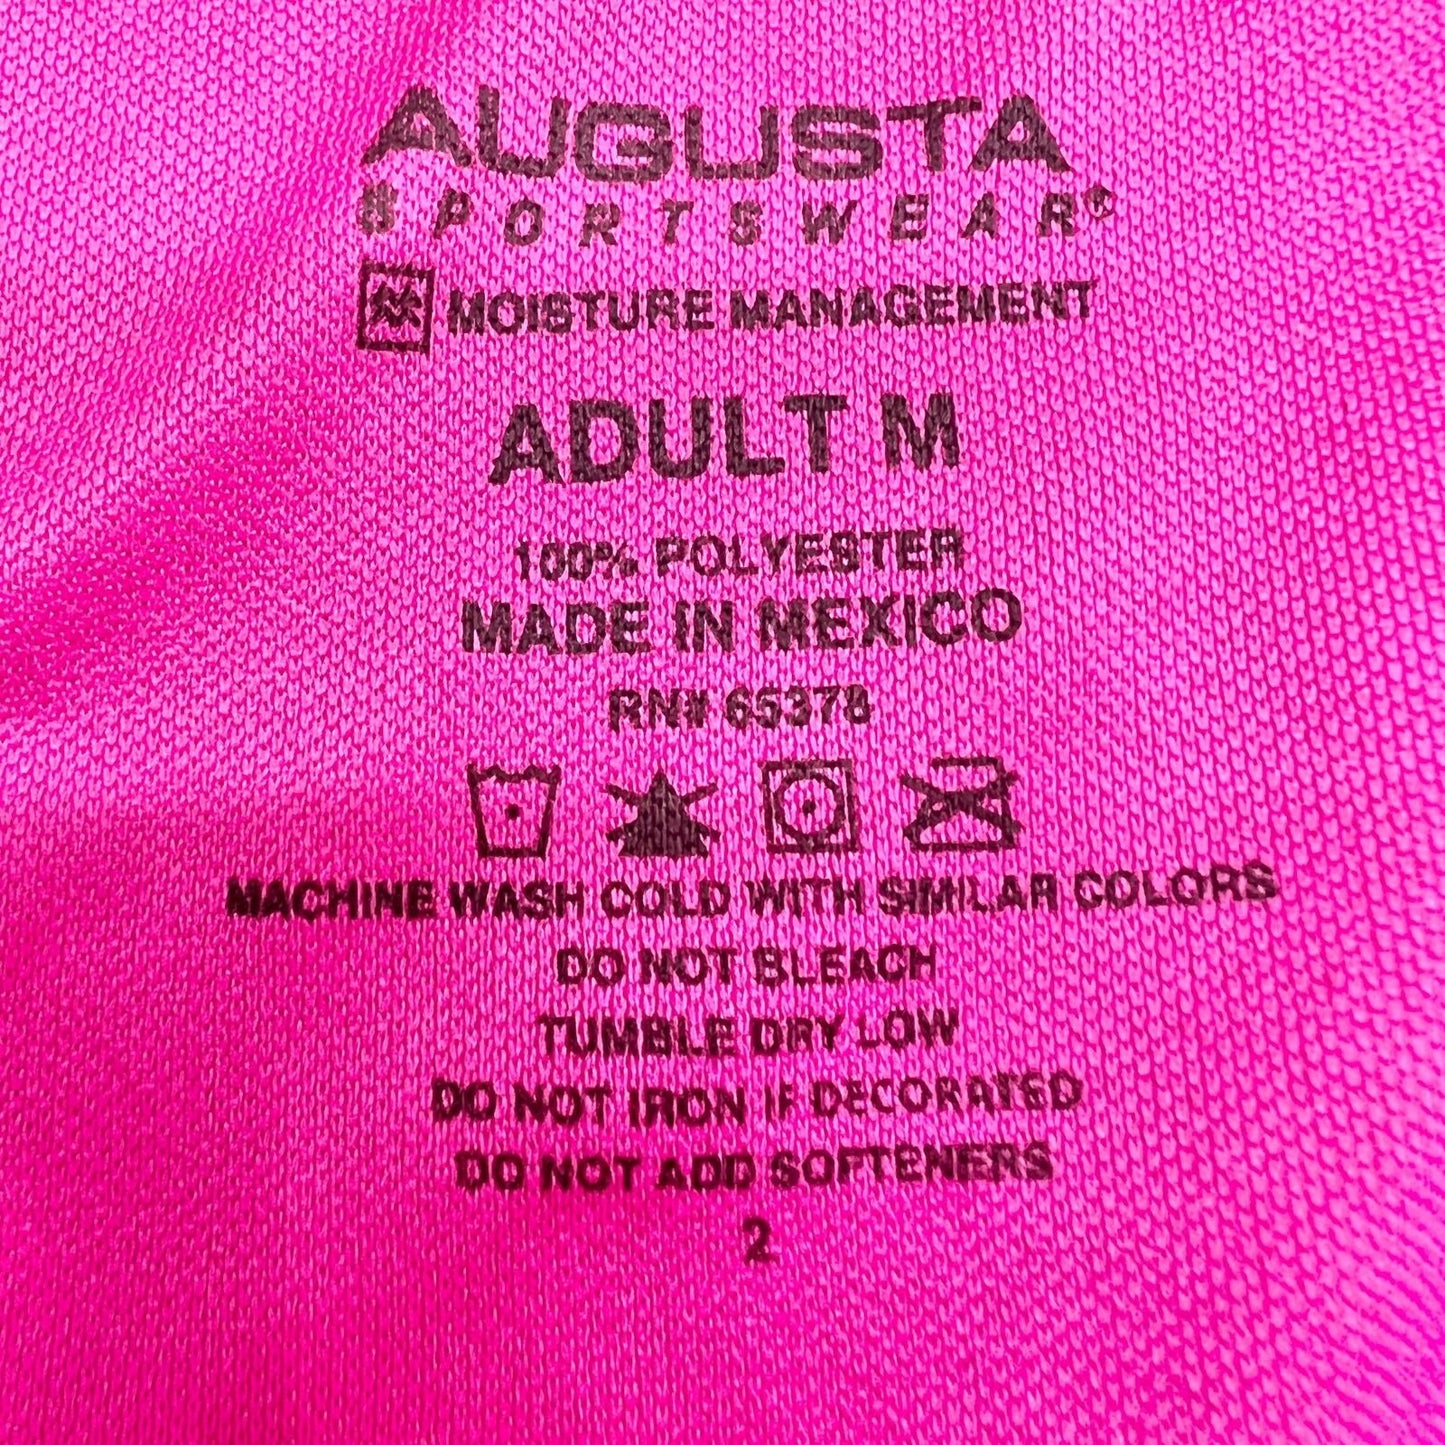 AUGUSTA
SPORTSWEAR®
MOISTURE MANAGEMENT
ADULT M
100% POLYESTER
MADE IN MEXICO
RN# 65378
MACHINE WASH COLD WITH SIMILAR COLORS
DO NOT BLEACH
TUMBLE DRY LOW
DO NOT IRON IF DECORATED
DO NOT ADD SOFTENERS
2